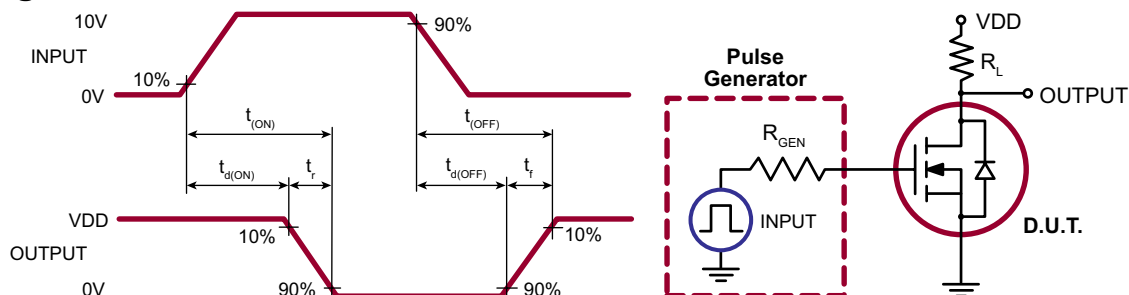 10V
INPUT
0V
10%
90%
t(ON)
t(OFF)
td(ON)
tr
td(OFF)
tf
VDD
OUTPUT
0V
10%
90%
10%
90%
Pulse
Generator
RGEN
INPUT
VDD
RL
OUTPUT
D.U.T.